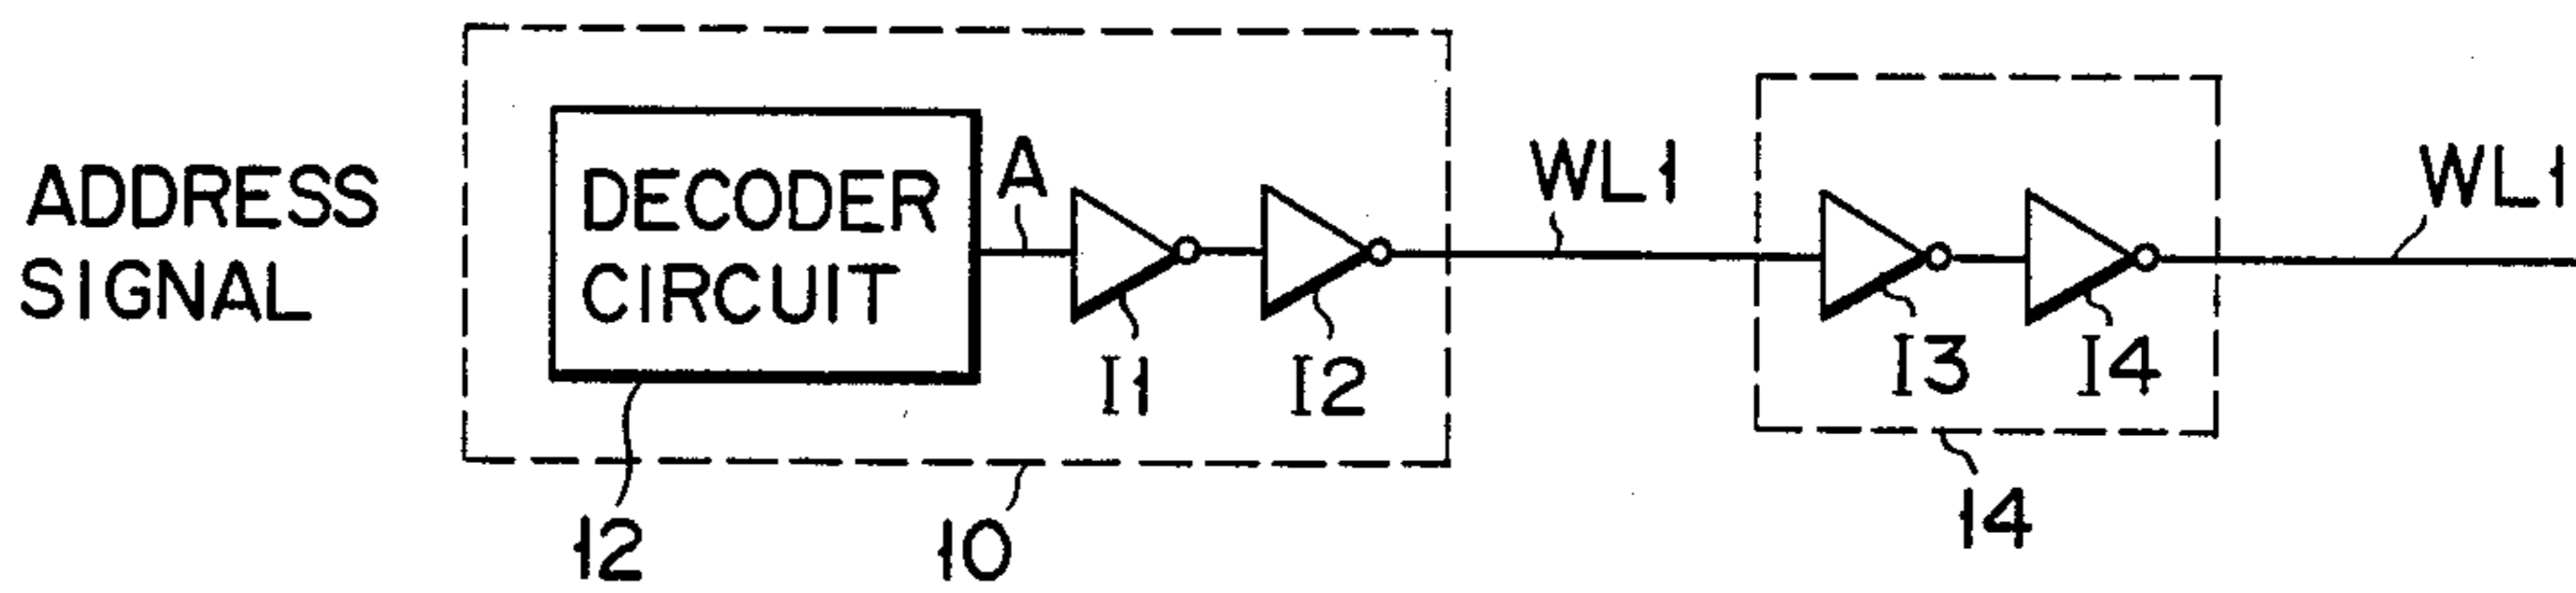 ADDRESS
SIGNAL
DECODER
CIRCUIT
A
I1
I2
WL1
I3
I4
WL1
12
10
14